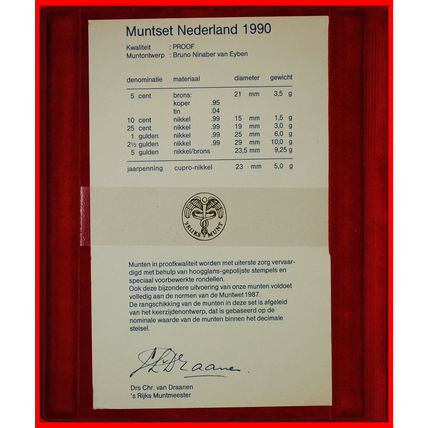 Muntset Nederland 1990
Kwaliteit : PROOF
Muntontwerp : Bruno Ninaber van Eyben
denominatie materiaal diameter gewicht
5 cent brons: 21 mm 3,5 g
koper .95
tin .04
10 cent nikkel .99 15 mm 1,5 g
25 cent nikkel .99 19 mm 3,0 g
1 gulden nikkel .99 25 mm 6,0 g
2½ gulden nikkel .99 29 mm 10,0 g
5 gulden nikkel/brons 23,5 mm 9,25 g
jaarpenning cupro-nikkel 23 mm 5,0 g
'S RIJKS MUNT
Munten in proofkwaliteit worden met uiterste zorg vervaar-
digd met behulp van hoogglans-gepolijste stempels en
speciaal voorbewerkte rondellen.
Ook deze bijzondere uitvoering van onze munten voldoet
volledig aan de normen van de Muntwet 1987.
De rangschikking van de munten in deze set is afgeleid
van het keerzijdenontwerp, dat is gebaseerd op de
nominale waarde van de munten binnen het decimale
stelsel.
Drs Chr. van Draanen
's Rijks Muntmeester